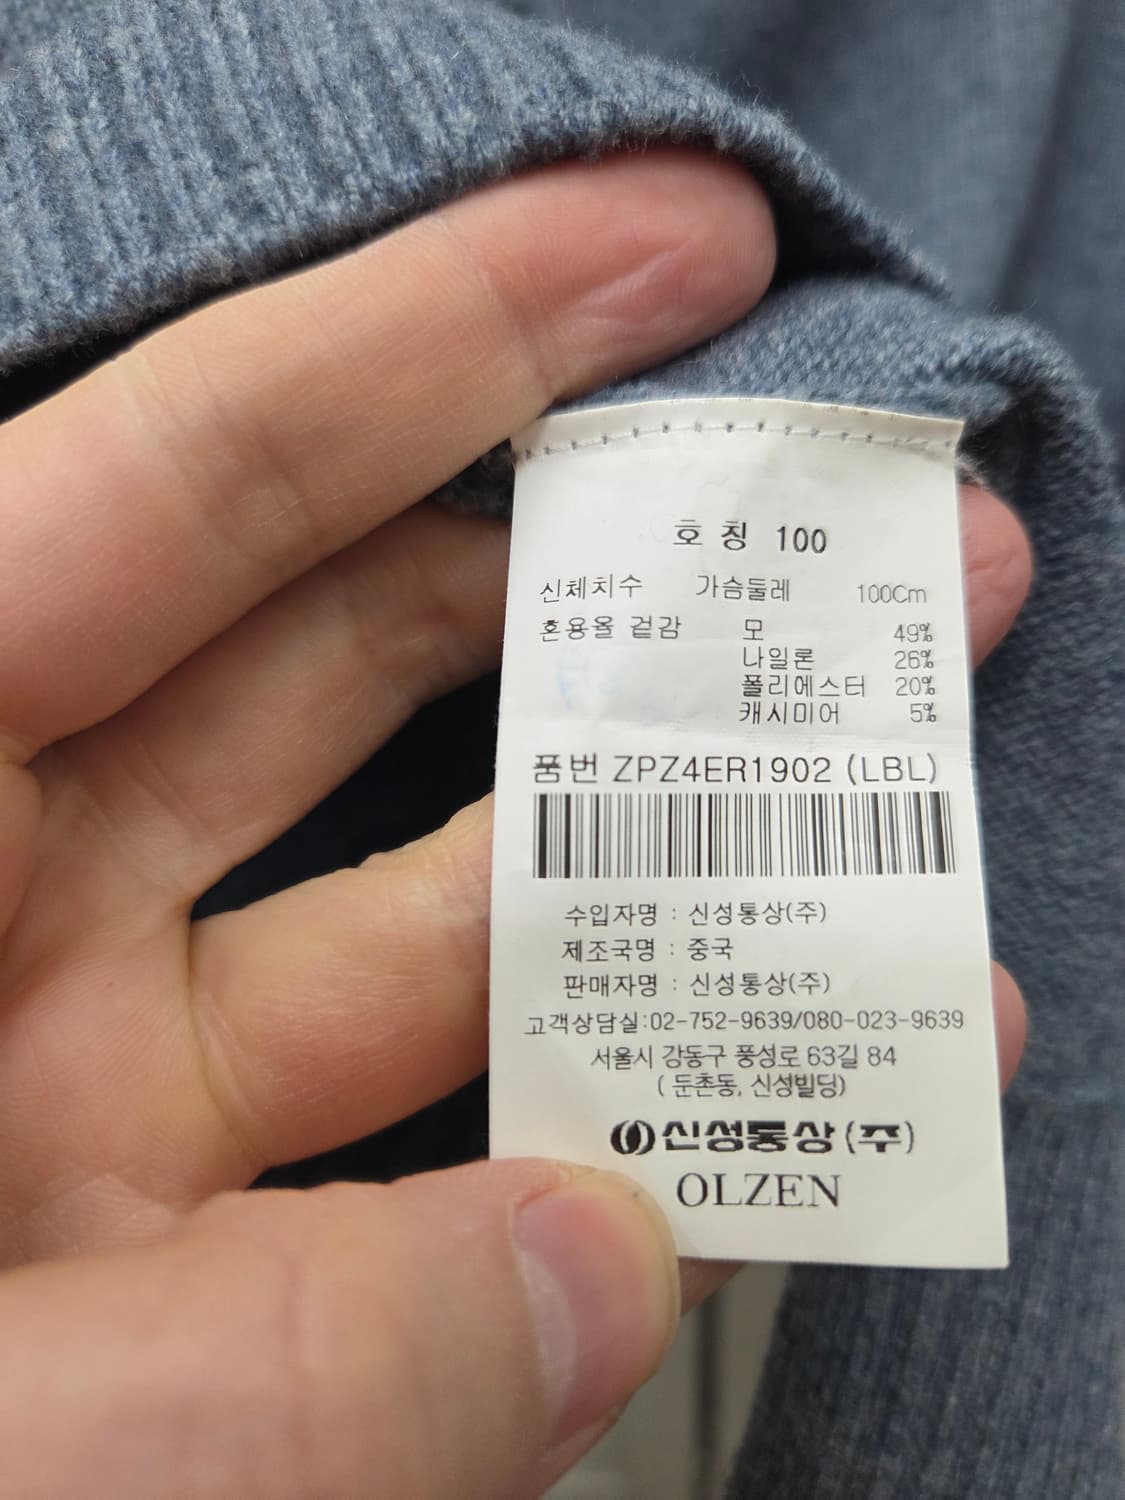 호 칭 100
신체치수 가슴둘레 100Cm
혼용율 겉감 모 49%
나일론 26%
폴리에스터 20%
캐시미어 5%
품번 ZPZ4ER1902 (LBL)
수입자명 : 신성통상(주)
제조국명 : 중국
판매자명 : 신성통상(주)
고객상담실:02-752-9639/080-023-9639
서울시 강동구 풍성로 63길 84
( 둔촌동, 신성빌딩)
신성통상(주)
OLZEN